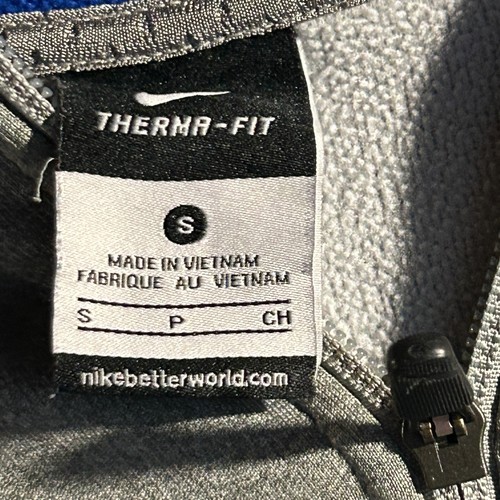 THERMA-FIT
S
MADE IN VIETNAM
FABRIQUE AU VIETNAM
S P CH
nikebetterworld.com